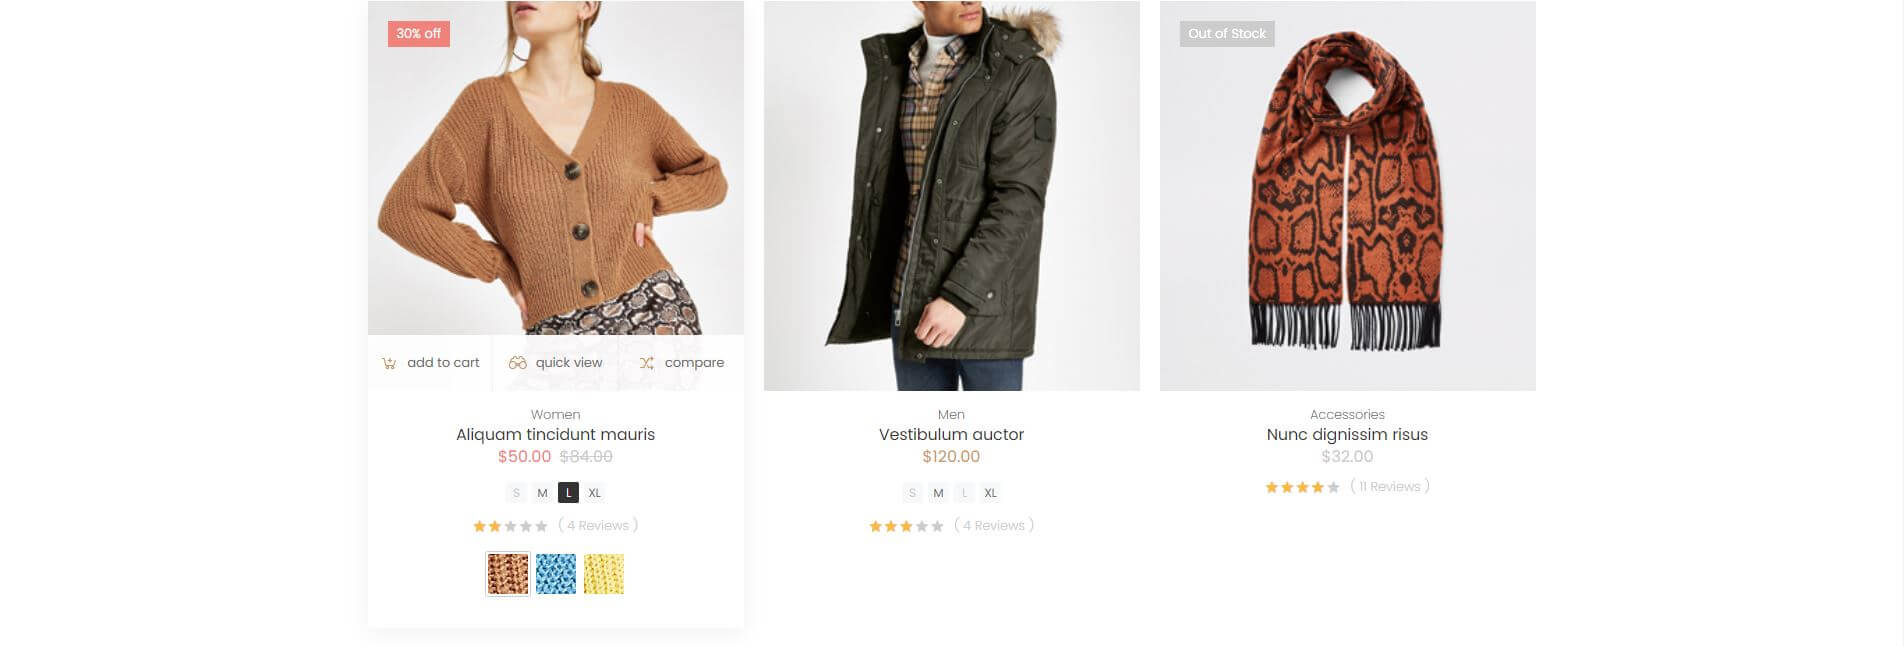 30% off
add to cart
quick view
compare
Women
Aliquam tincidunt mauris
$50.00 $84.00
S M L XL
( 4 Reviews )
Men
Vestibulum auctor
$120.00
S M L XL
( 4 Reviews )
Out of Stock
Accessories
Nunc dignissim risus
$32.00
( 11 Reviews )